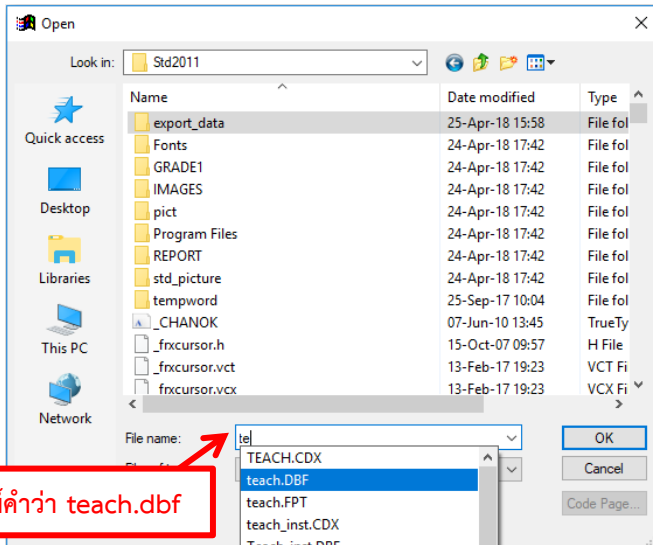 Open
Look in: Std2011
Name Date modified Type
export_data 25-Apr-18 15:58 File fol
Fonts 24-Apr-18 17:42 File fol
GRADE1 24-Apr-18 17:42 File fol
IMAGES 24-Apr-18 17:42 File fol
pict 24-Apr-18 17:42 File fol
Program Files 24-Apr-18 17:42 File fol
REPORT 24-Apr-18 17:42 File fol
std_picture 24-Apr-18 17:42 File fol
tempword 25-Sep-17 10:04 File fol
_CHANOK 07-Jun-10 13:45 TrueTy
_frxcursor.h 15-Oct-07 09:57 H File
_frxcursor.vct 13-Feb-17 19:23 VCT Fi
_frxcursor.vcx 13-Feb-17 19:23 VCX Fi
Quick access
Desktop
Libraries
This PC
Network
File name: te OK
TEACH.CDX
teach.DBF
teach.FPT
teach_inst.CDX
Teach_inst.DBF
Cancel
Code Page...
คำว่า teach.dbf